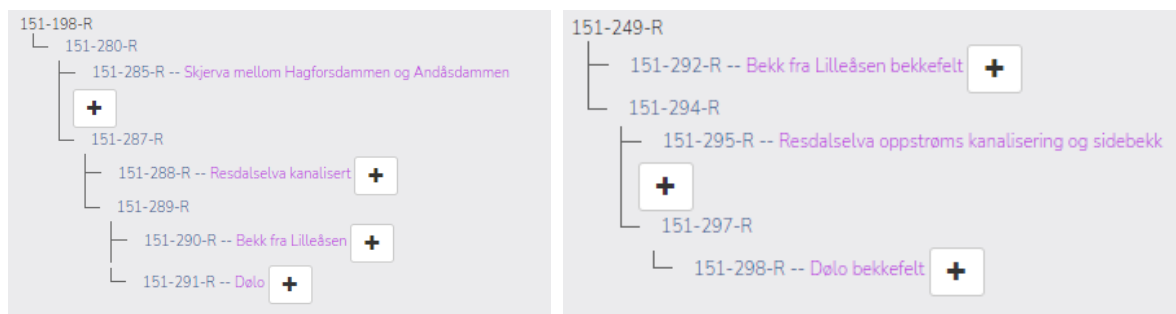 151-198-R
151-280-R
151-285-R -- Skjerva mellom Hagforsdammen og Andåsdammen
+
151-287-R
151-288-R -- Resdalselva kanalisert +
151-289-R
151-290-R -- Bekk fra Lilleåsen +
151-291-R -- Dølo +
151-249-R
151-292-R -- Bekk fra Lilleåsen bekkefelt +
151-294-R
151-295-R -- Resdalselva oppstrøms kanalisering og sidebekk
+
151-297-R
151-298-R -- Dølo bekkefelt +